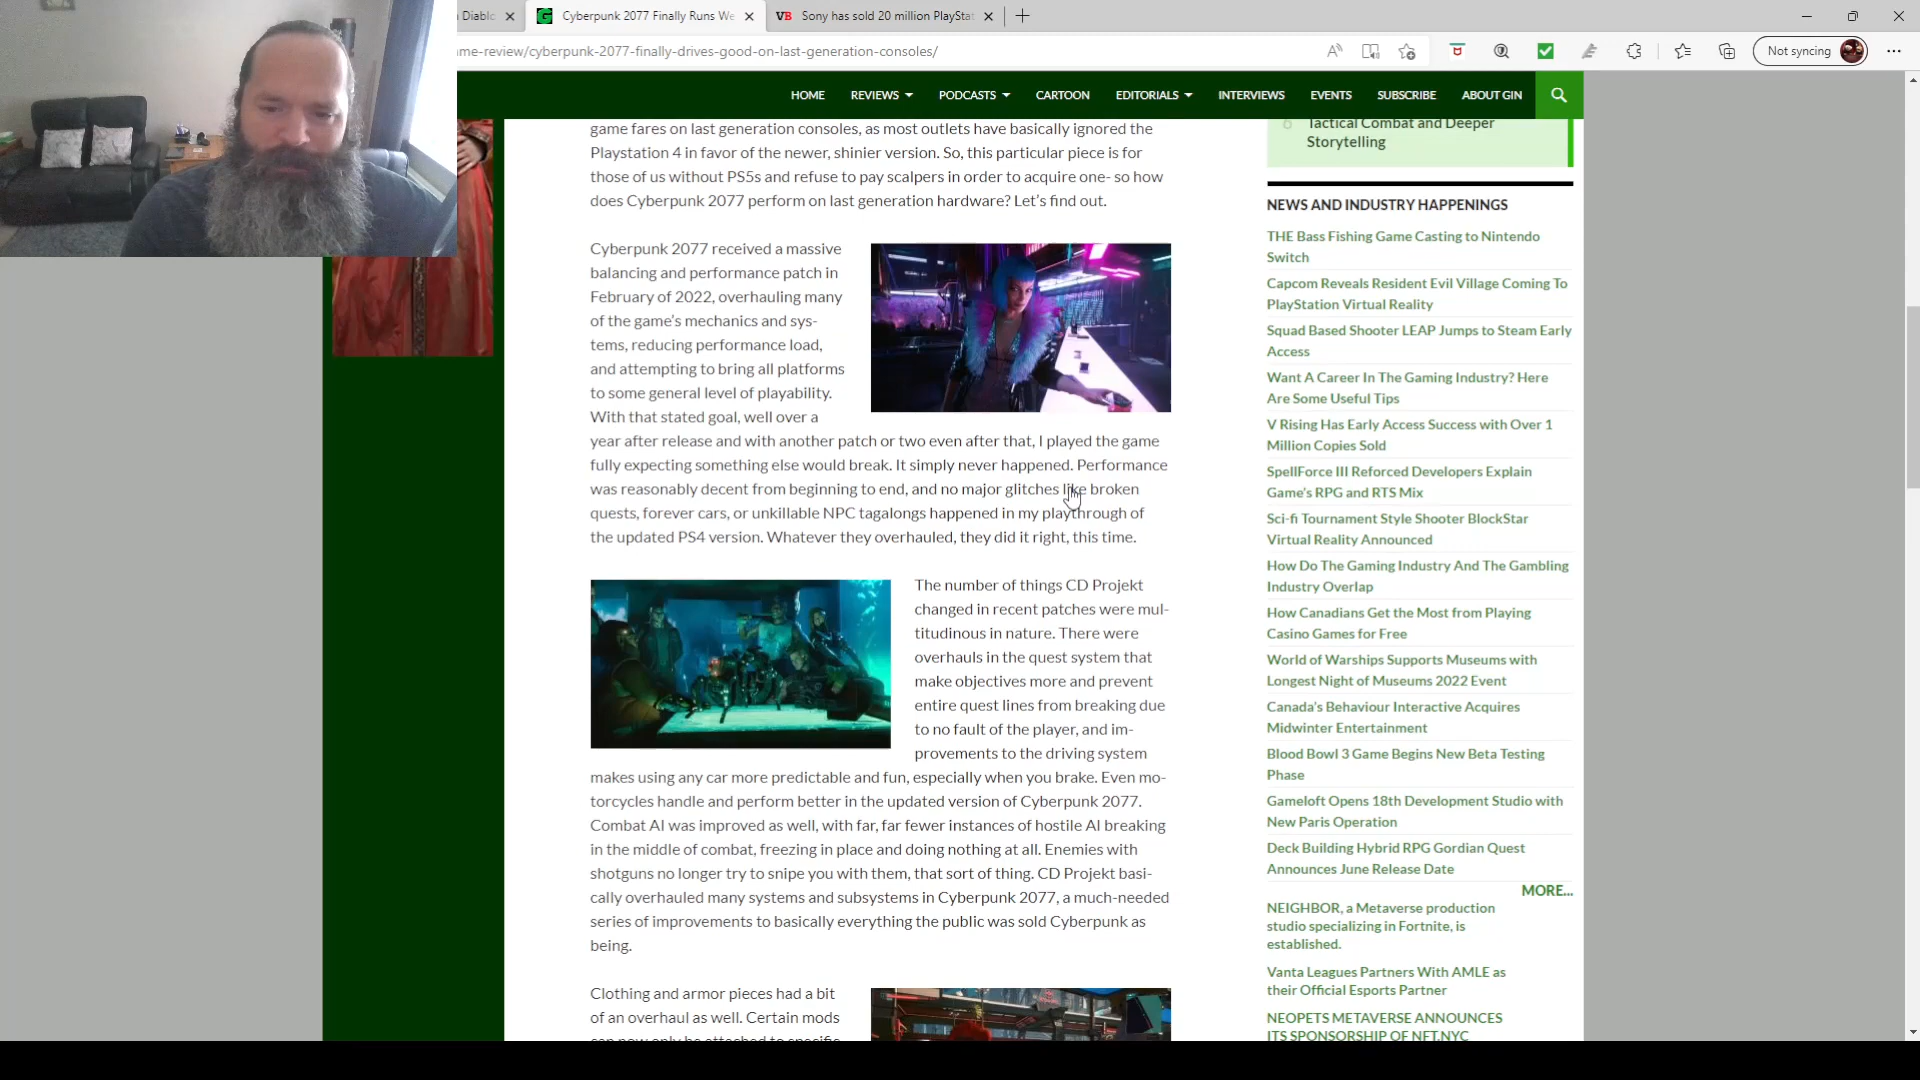 Diablo
Cyberpunk 2077 Finally Runs We
VB Sony has sold 20 million PlayStat
me-review/cyberpunk-2077-finally-drives-good-on-last-generation-consoles/
Not syncing
HOME REVIEWS PODCASTS CARTOON EDITORIALS INTERVIEWS EVENTS SUBSCRIBE ABOUT GIN
game fares on last generation consoles, as most outlets have basically ignored the
Playstation 4 in favor of the newer, shinier version. So, this particular piece is for
those of us without PS5s and refuse to pay scalpers in order to acquire one- so how
does Cyberpunk 2077 perform on last generation hardware? Let's find out.
Cyberpunk 2077 received a massive
balancing and performance patch in
February of 2022, overhauling many
of the game's mechanics and sys-
tems, reducing performance load,
and attempting to bring all platforms
to some general level of playability.
With that stated goal, well over a
year after release and with another patch or two even after that, I played the game
fully expecting something else would break. It simply never happened. Performance
was reasonably decent from beginning to end, and no major glitches like broken
quests, forever cars, or unkillable NPC tagalongs happened in my playthrough of
the updated PS4 version. Whatever they overhauled, they did it right, this time.
The number of things CD Projekt
changed in recent patches were mul-
titudinous in nature. There were
overhauls in the quest system that
make objectives more and prevent
entire quest lines from breaking due
to no fault of the player, and im-
provements to the driving system
makes using any car more predictable and fun, especially when you brake. Even mo-
torcycles handle and perform better in the updated version of Cyberpunk 2077.
Combat AI was improved as well, with far, far fewer instances of hostile AI breaking
in the middle of combat, freezing in place and doing nothing at all. Enemies with
shotguns no longer try to snipe you with them, that sort of thing. CD Projekt basi-
cally overhauled many systems and subsystems in Cyberpunk 2077, a much-needed
series of improvements to basically everything the public was sold Cyberpunk as
being.
Clothing and armor pieces had a bit
of an overhaul as well. Certain mods
can now only be attached to specific
6 Tactical Combat and Deeper
Storytelling
NEWS AND INDUSTRY HAPPENINGS
THE Bass Fishing Game Casting to Nintendo
Switch
Capcom Reveals Resident Evil Village Coming To
PlayStation Virtual Reality
Squad Based Shooter LEAP Jumps to Steam Early
Access
Want A Career In The Gaming Industry? Here
Are Some Useful Tips
V Rising Has Early Access Success with Over 1
Million Copies Sold
SpellForce III Reforced Developers Explain
Game's RPG and RTS Mix
Sci-fi Tournament Style Shooter BlockStar
Virtual Reality Announced
How Do The Gaming Industry And The Gambling
Industry Overlap
How Canadians Get the Most from Playing
Casino Games for Free
World of Warships Supports Museums with
Longest Night of Museums 2022 Event
Canada's Behaviour Interactive Acquires
Midwinter Entertainment
Blood Bowl 3 Game Begins New Beta Testing
Phase
Gameloft Opens 18th Development Studio with
New Paris Operation
Deck Building Hybrid RPG Gordian Quest
Announces June Release Date
MORE...
NEIGHBOR, a Metaverse production
studio specializing in Fortnite, is
established.
Vanta Leagues Partners With AMLE as
their Official Esports Partner
NEOPETS METAVERSE ANNOUNCES
ITS SPONSORSHIP OF NFT.NYC